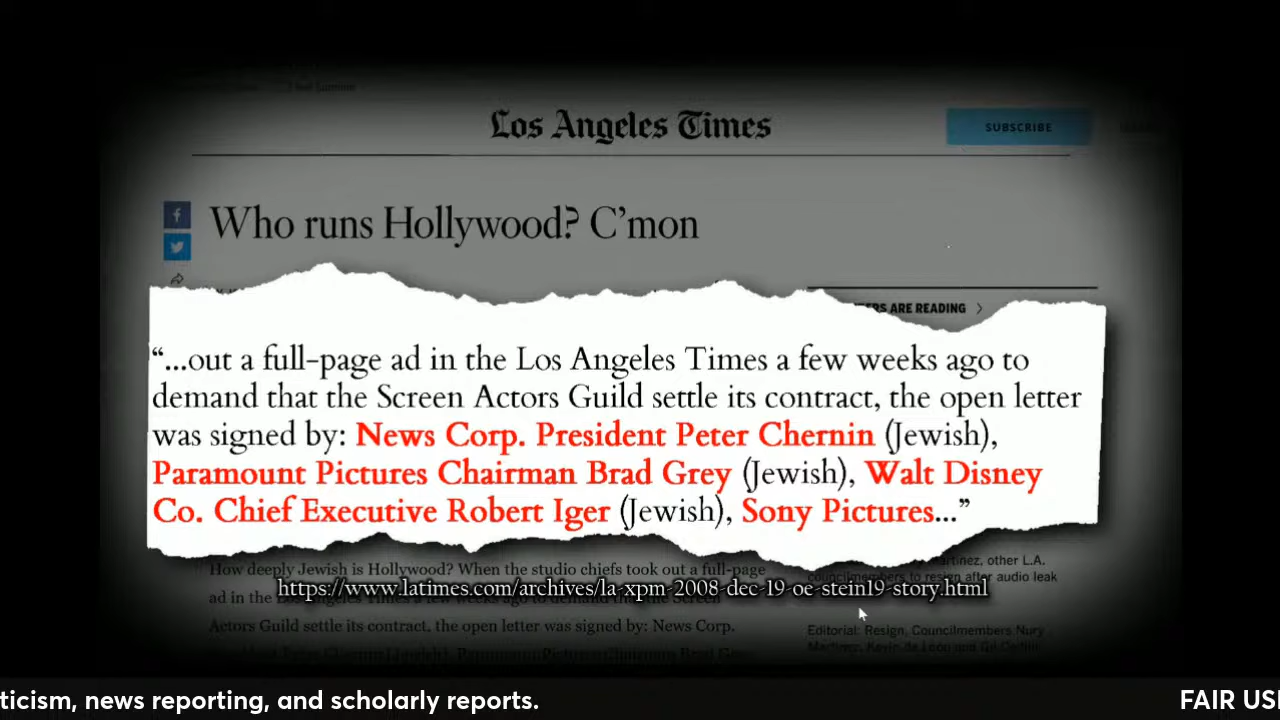 Los Angeles Times
SUBSCRIBE
Who runs Hollywood? C’mon
ARE READING
“...out a full-page ad in the Los Angeles Times a few weeks ago to
demand that the Screen Actors Guild settle its contract, the open letter
was signed by: News Corp. President Peter Chernin (Jewish),
Paramount Pictures Chairman Brad Grey (Jewish), Walt Disney
Co. Chief Executive Robert Iger (Jewish), Sony Pictures...”
How deeply Jewish is Hollywood? When the studio chiefs took out a full-page
ad in the Los Angeles Times a few weeks ago to demand that the Screen
Actors Guild settle its contract, the open letter was signed by: News Corp.
other L.A.
councilmembers to resign after audio leak
https://www.latimes.com/archives/la-xpm-2008-dec-19-oe-stein19-story.html
Editorial: Resign, Councilmembers Nury
Martinez, Kevin de León and Gil Cedillo
ticism, news reporting, and scholarly reports.
FAIR